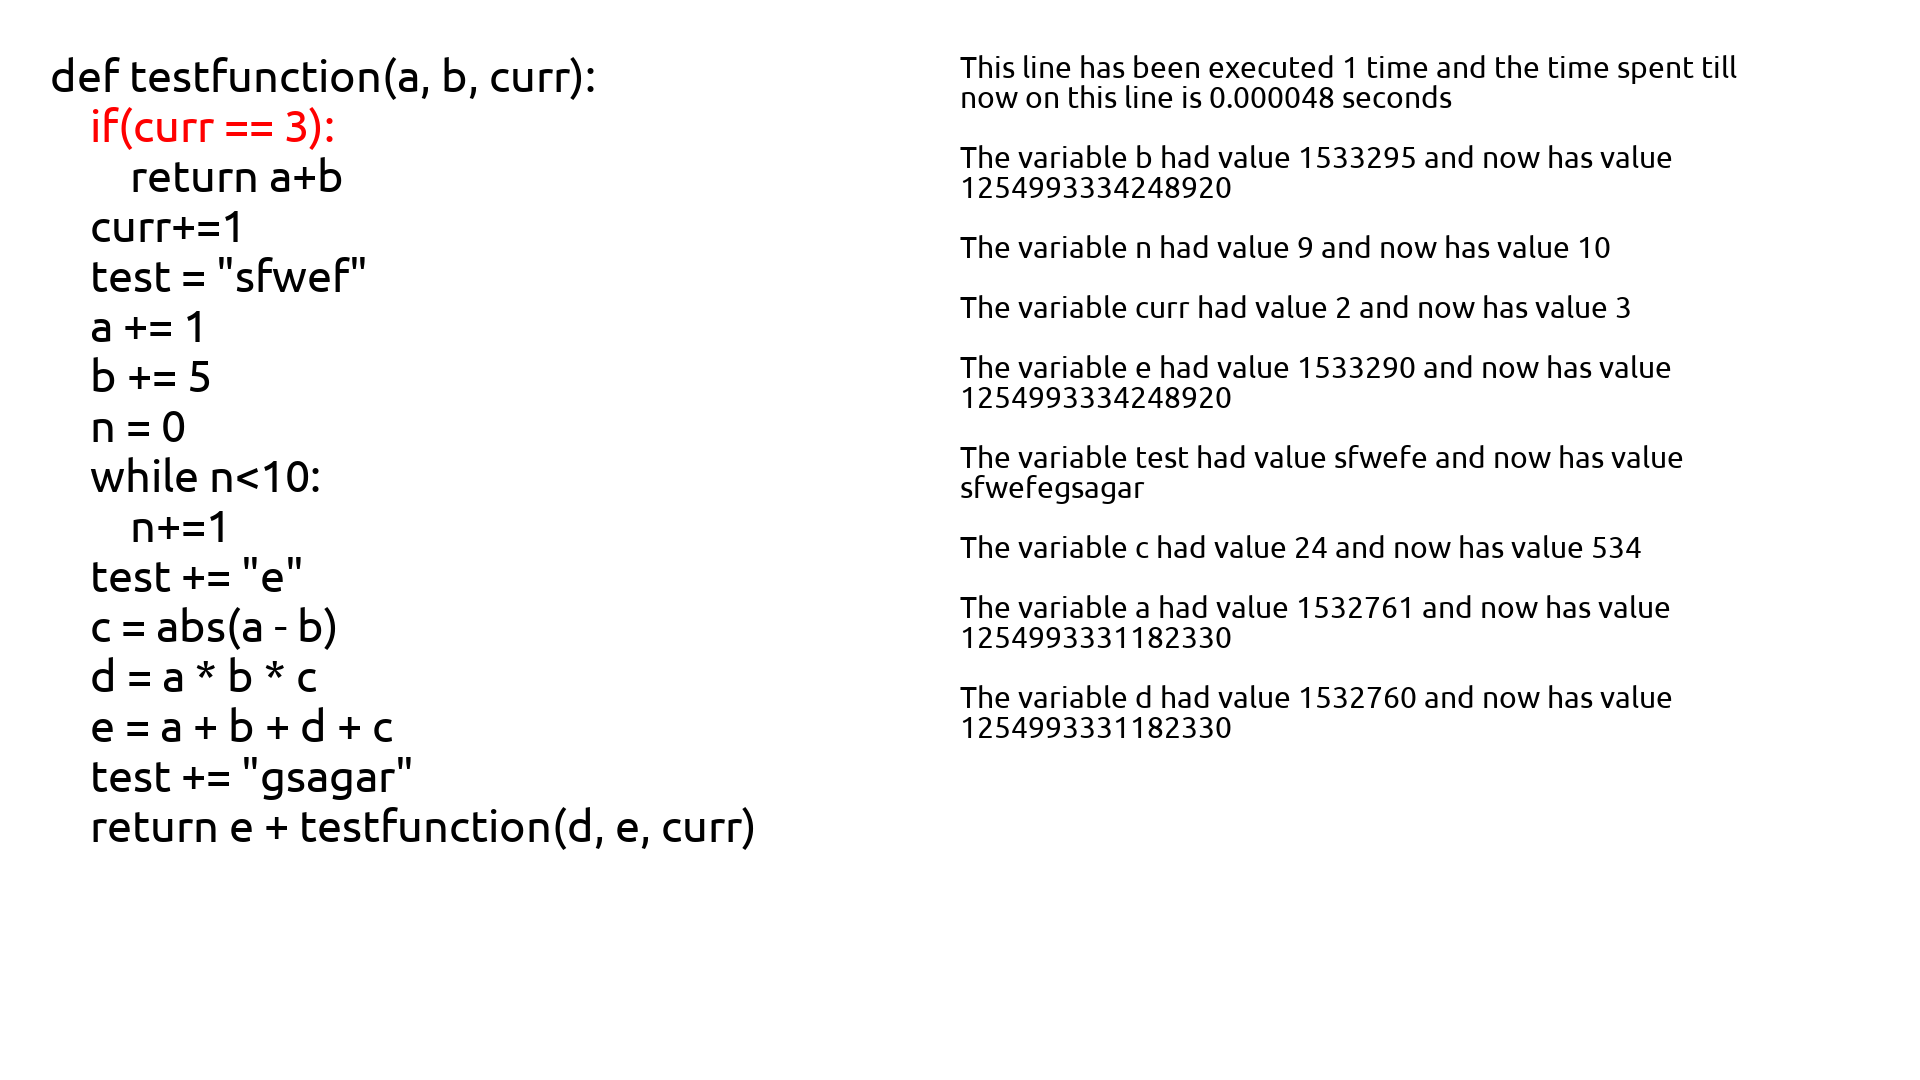 def testfunction(a, b, curr):
    if(curr == 3):
        return a+b
    curr+=1
    test = "sfwef"
    a += 1
    b += 5
    n = 0
    while n<10:
        n+=1
    test += "e"
    c = abs(a - b)
    d = a * b * c
    e = a + b + d + c
    test += "gsagar"
    return e + testfunction(d, e, curr)
This line has been executed 1 time and the time spent till
now on this line is 0.000048 seconds
The variable b had value 1533295 and now has value
1254993334248920
The variable n had value 9 and now has value 10
The variable curr had value 2 and now has value 3
The variable e had value 1533290 and now has value
1254993334248920
The variable test had value sfwefe and now has value
sfwefegsagar
The variable c had value 24 and now has value 534
The variable a had value 1532761 and now has value
1254993331182330
The variable d had value 1532760 and now has value
1254993331182330